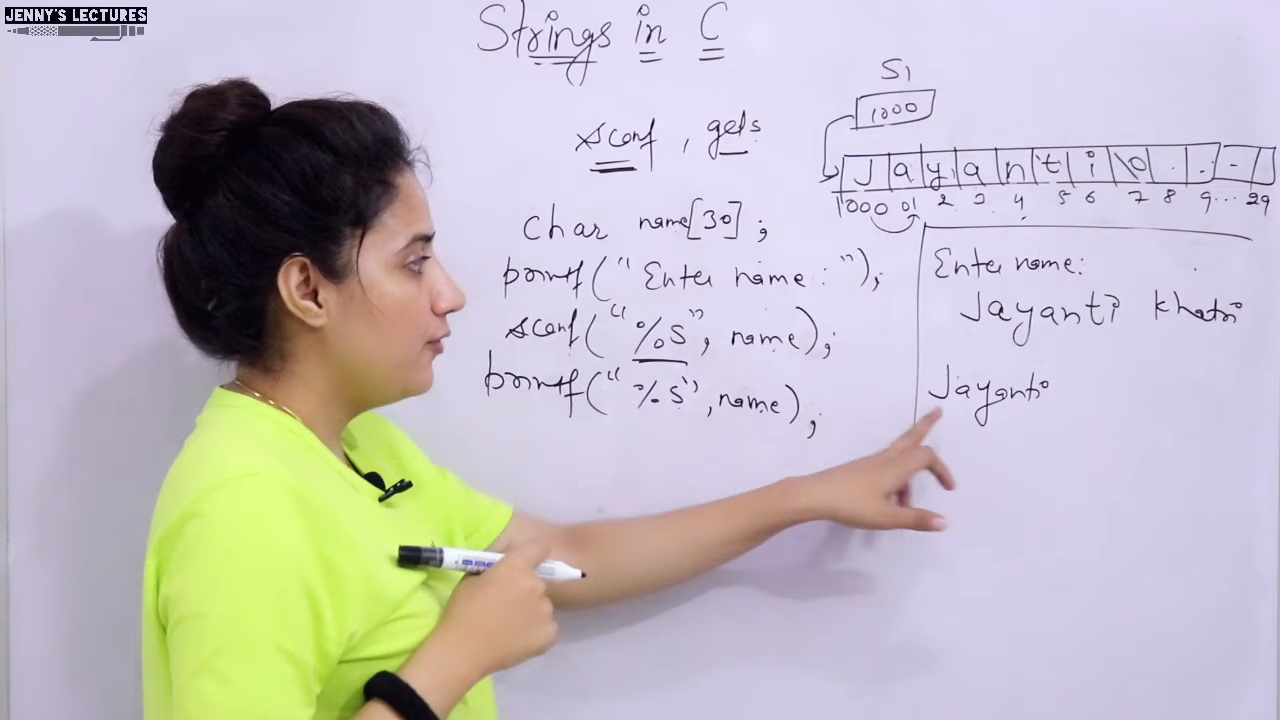 JENNY'S LECTURES
Strings in C
scanf, gets
char name[30];
printf("Enter name:");
scanf("%s", name);
printf("%s", name);
S1
1000
J a y a n t i \0 . . -
1000 01 2 3 4 5 6 7 8 9... 29
Enter name:
Jayanti Khatri
Jayanti